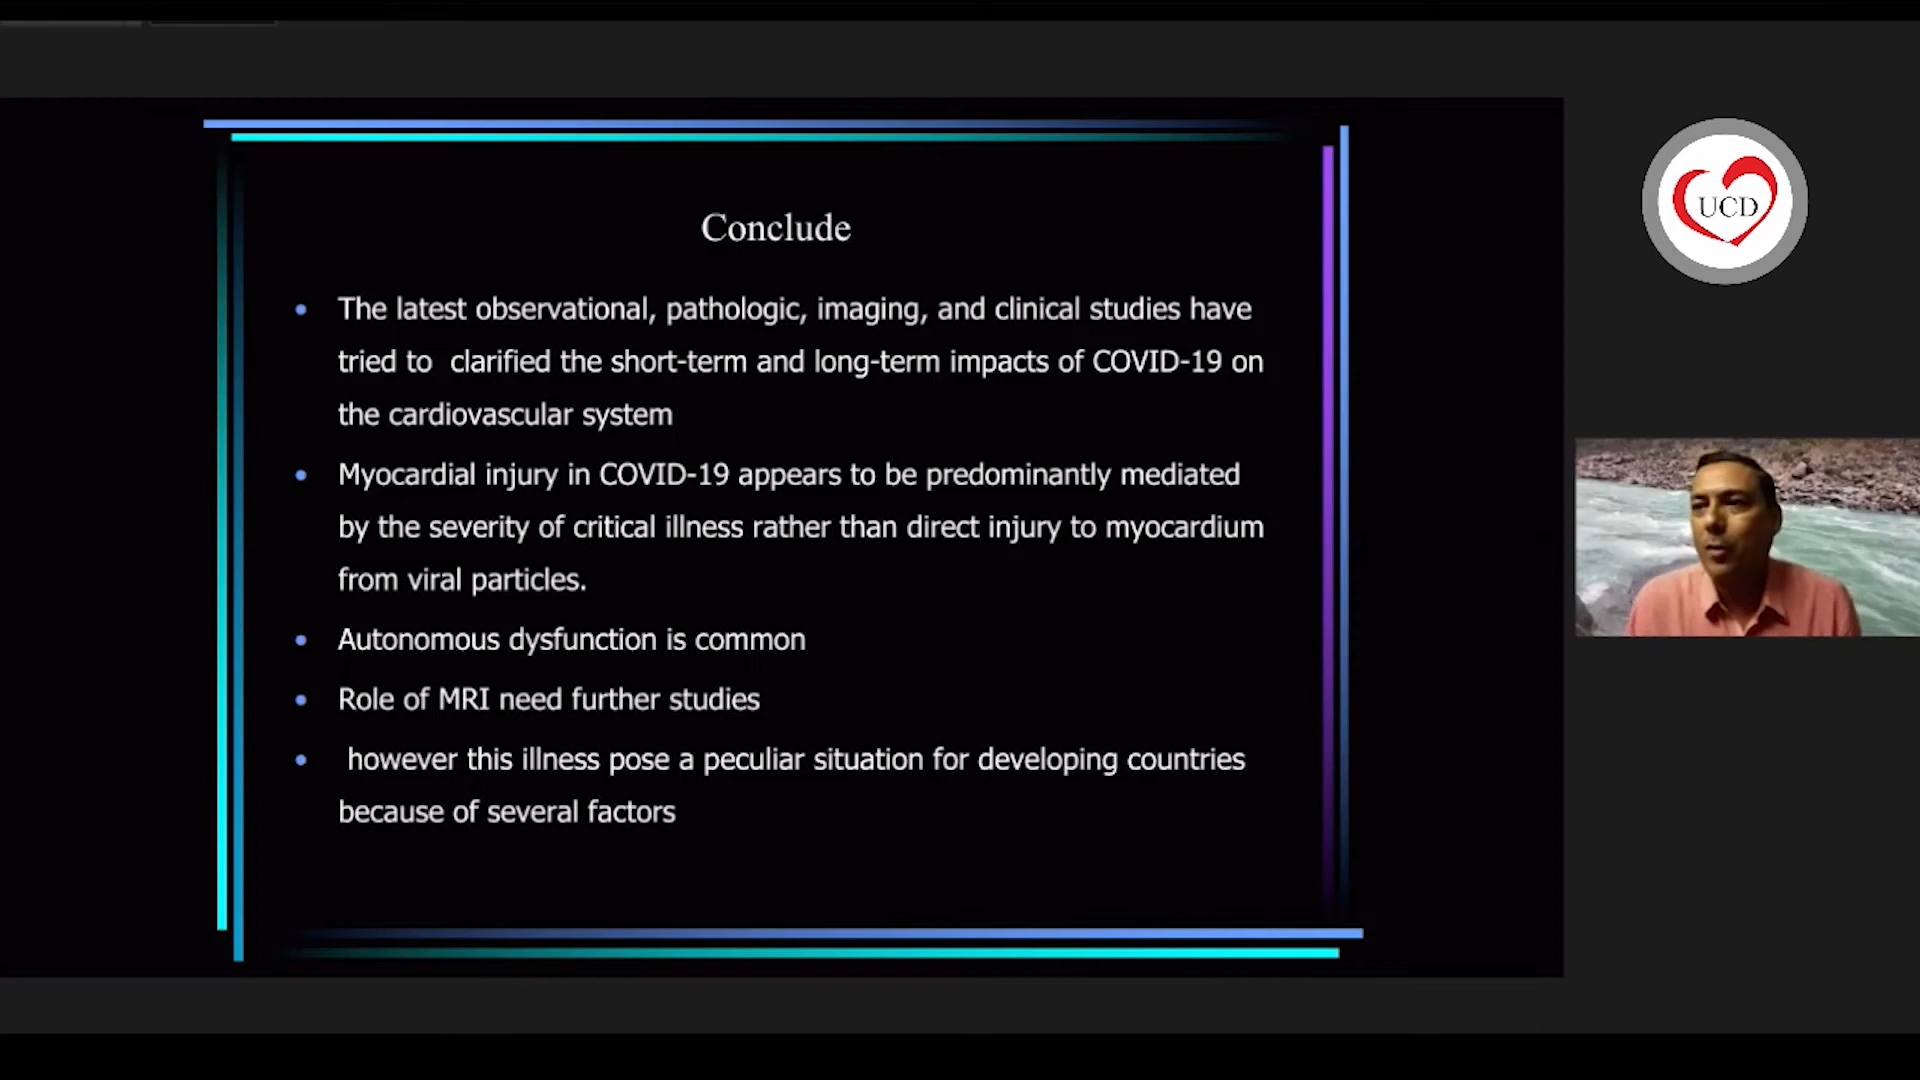 Conclude
The latest observational, pathologic, imaging, and clinical studies have
tried to  clarified the short-term and long-term impacts of COVID-19 on
the cardiovascular system
Myocardial injury in COVID-19 appears to be predominantly mediated
by the severity of critical illness rather than direct injury to myocardium
from viral particles.
Autonomous dysfunction is common
Role of MRI need further studies
however this illness pose a peculiar situation for developing countries
because of several factors
UCD